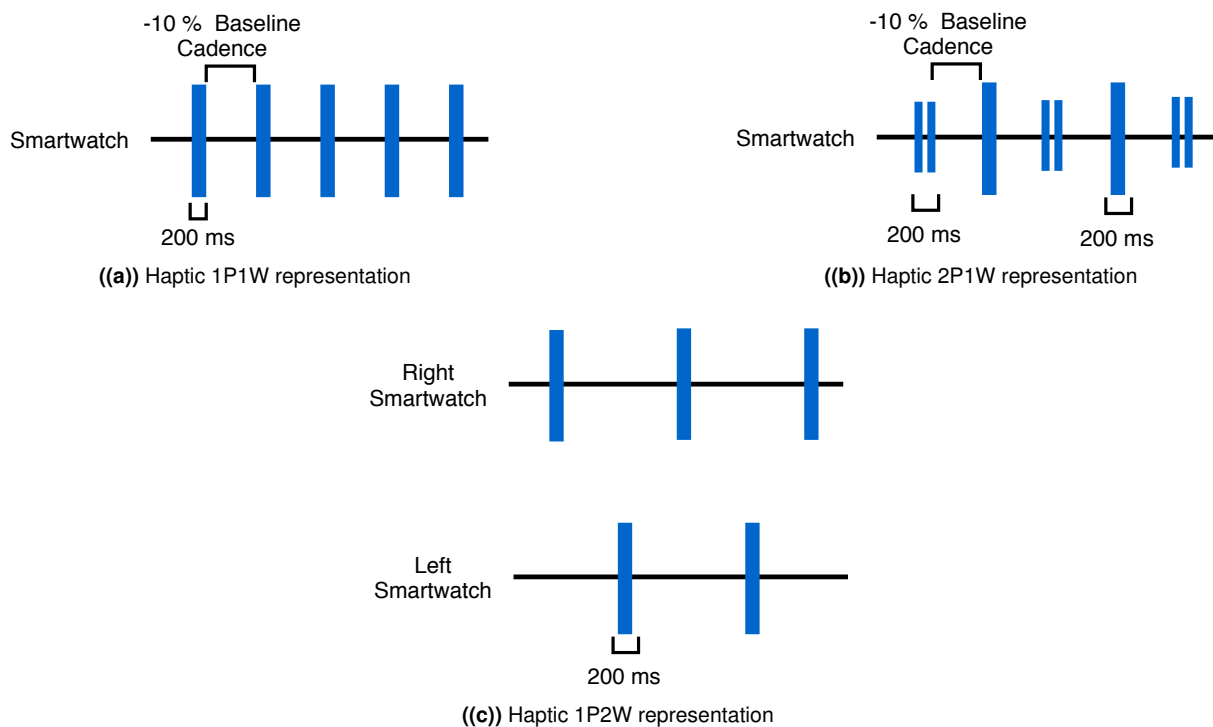 -10 %  Baseline
Cadence
Smartwatch
200 ms
((a)) Haptic 1P1W representation
-10 %  Baseline
Cadence
Smartwatch
200 ms
200 ms
((b)) Haptic 2P1W representation
Right
Smartwatch
Left
Smartwatch
200 ms
((c)) Haptic 1P2W representation